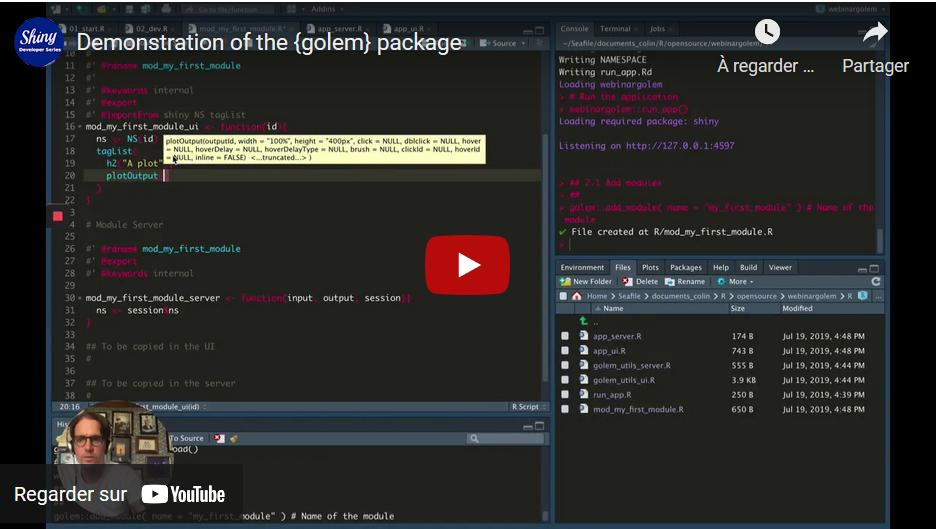 Go to file/function
Addins
webinargolem
01_start.R
02_dev.R
mod_my_first_module.R*
app_server.R
app_ui.R
Shiny
Developer Series
Demonstration of the {golem} package
À regarder ...
Partager
Source
11 #' @rdname mod_my_first_module
12 #'
13 #' @keywords internal
14 #' @export
15 #' @importFrom shiny NS tagList
16 mod_my_first_module_ui <- function(id){
17 ns <- NS(id)
18 tagList(
19 h2("A plot"
20 plotOutput(
21 )
22 }
23
plotOutput(outputId, width = "100%", height = "400px", click = NULL, dblclick = NULL, hover
= NULL, hoverDelay = NULL, hoverDelayType = NULL, brush = NULL, clickId = NULL, hoverId
= NULL, inline = FALSE) <...truncated...> )
4 # Module Server
25
26 #' @rdname mod_my_first_module
27 #' @export
28 #' @keywords internal
29
30 mod_my_first_module_server <- function(input, output, session){
31 ns <- session$ns
32 }
33
34 ## To be copied in the UI
35 #
36
37 ## To be copied in the server
38 #
20:16
_first_module_ui(id)
R Script
Console
Terminal
Jobs
~/Seafile/documents_colin/R/opensource/webinargolem/
Writing NAMESPACE
Writing run_app.Rd
Loading webinargolem
> # Run the application
> webinargolem::run_app()
Loading required package: shiny
Listening on http://127.0.0.1:4597
> ## 2.1 Add modules
> ##
> golem::add_module( name = "my_first_module" ) # Name of the
module
✔ File created at R/mod_my_first_module.R
>
Environment
Files
Plots
Packages
Help
Build
Viewer
New Folder
Delete
Rename
More
Home > Seafile > documents_colin > R > opensource > webinargolem > R
...
Name
Size
Modified
..
app_server.R 174 B Jul 19, 2019, 4:48 PM
app_ui.R 743 B Jul 19, 2019, 4:48 PM
golem_utils_server.R 555 B Jul 19, 2019, 4:44 PM
golem_utils_ui.R 3.9 KB Jul 19, 2019, 4:44 PM
run_app.R 250 B Jul 19, 2019, 4:39 PM
mod_my_first_module.R 650 B Jul 19, 2019, 4:48 PM
To Source
Regarder sur YouTube
golem::add_module( name = "my_first_module" ) # Name of the module